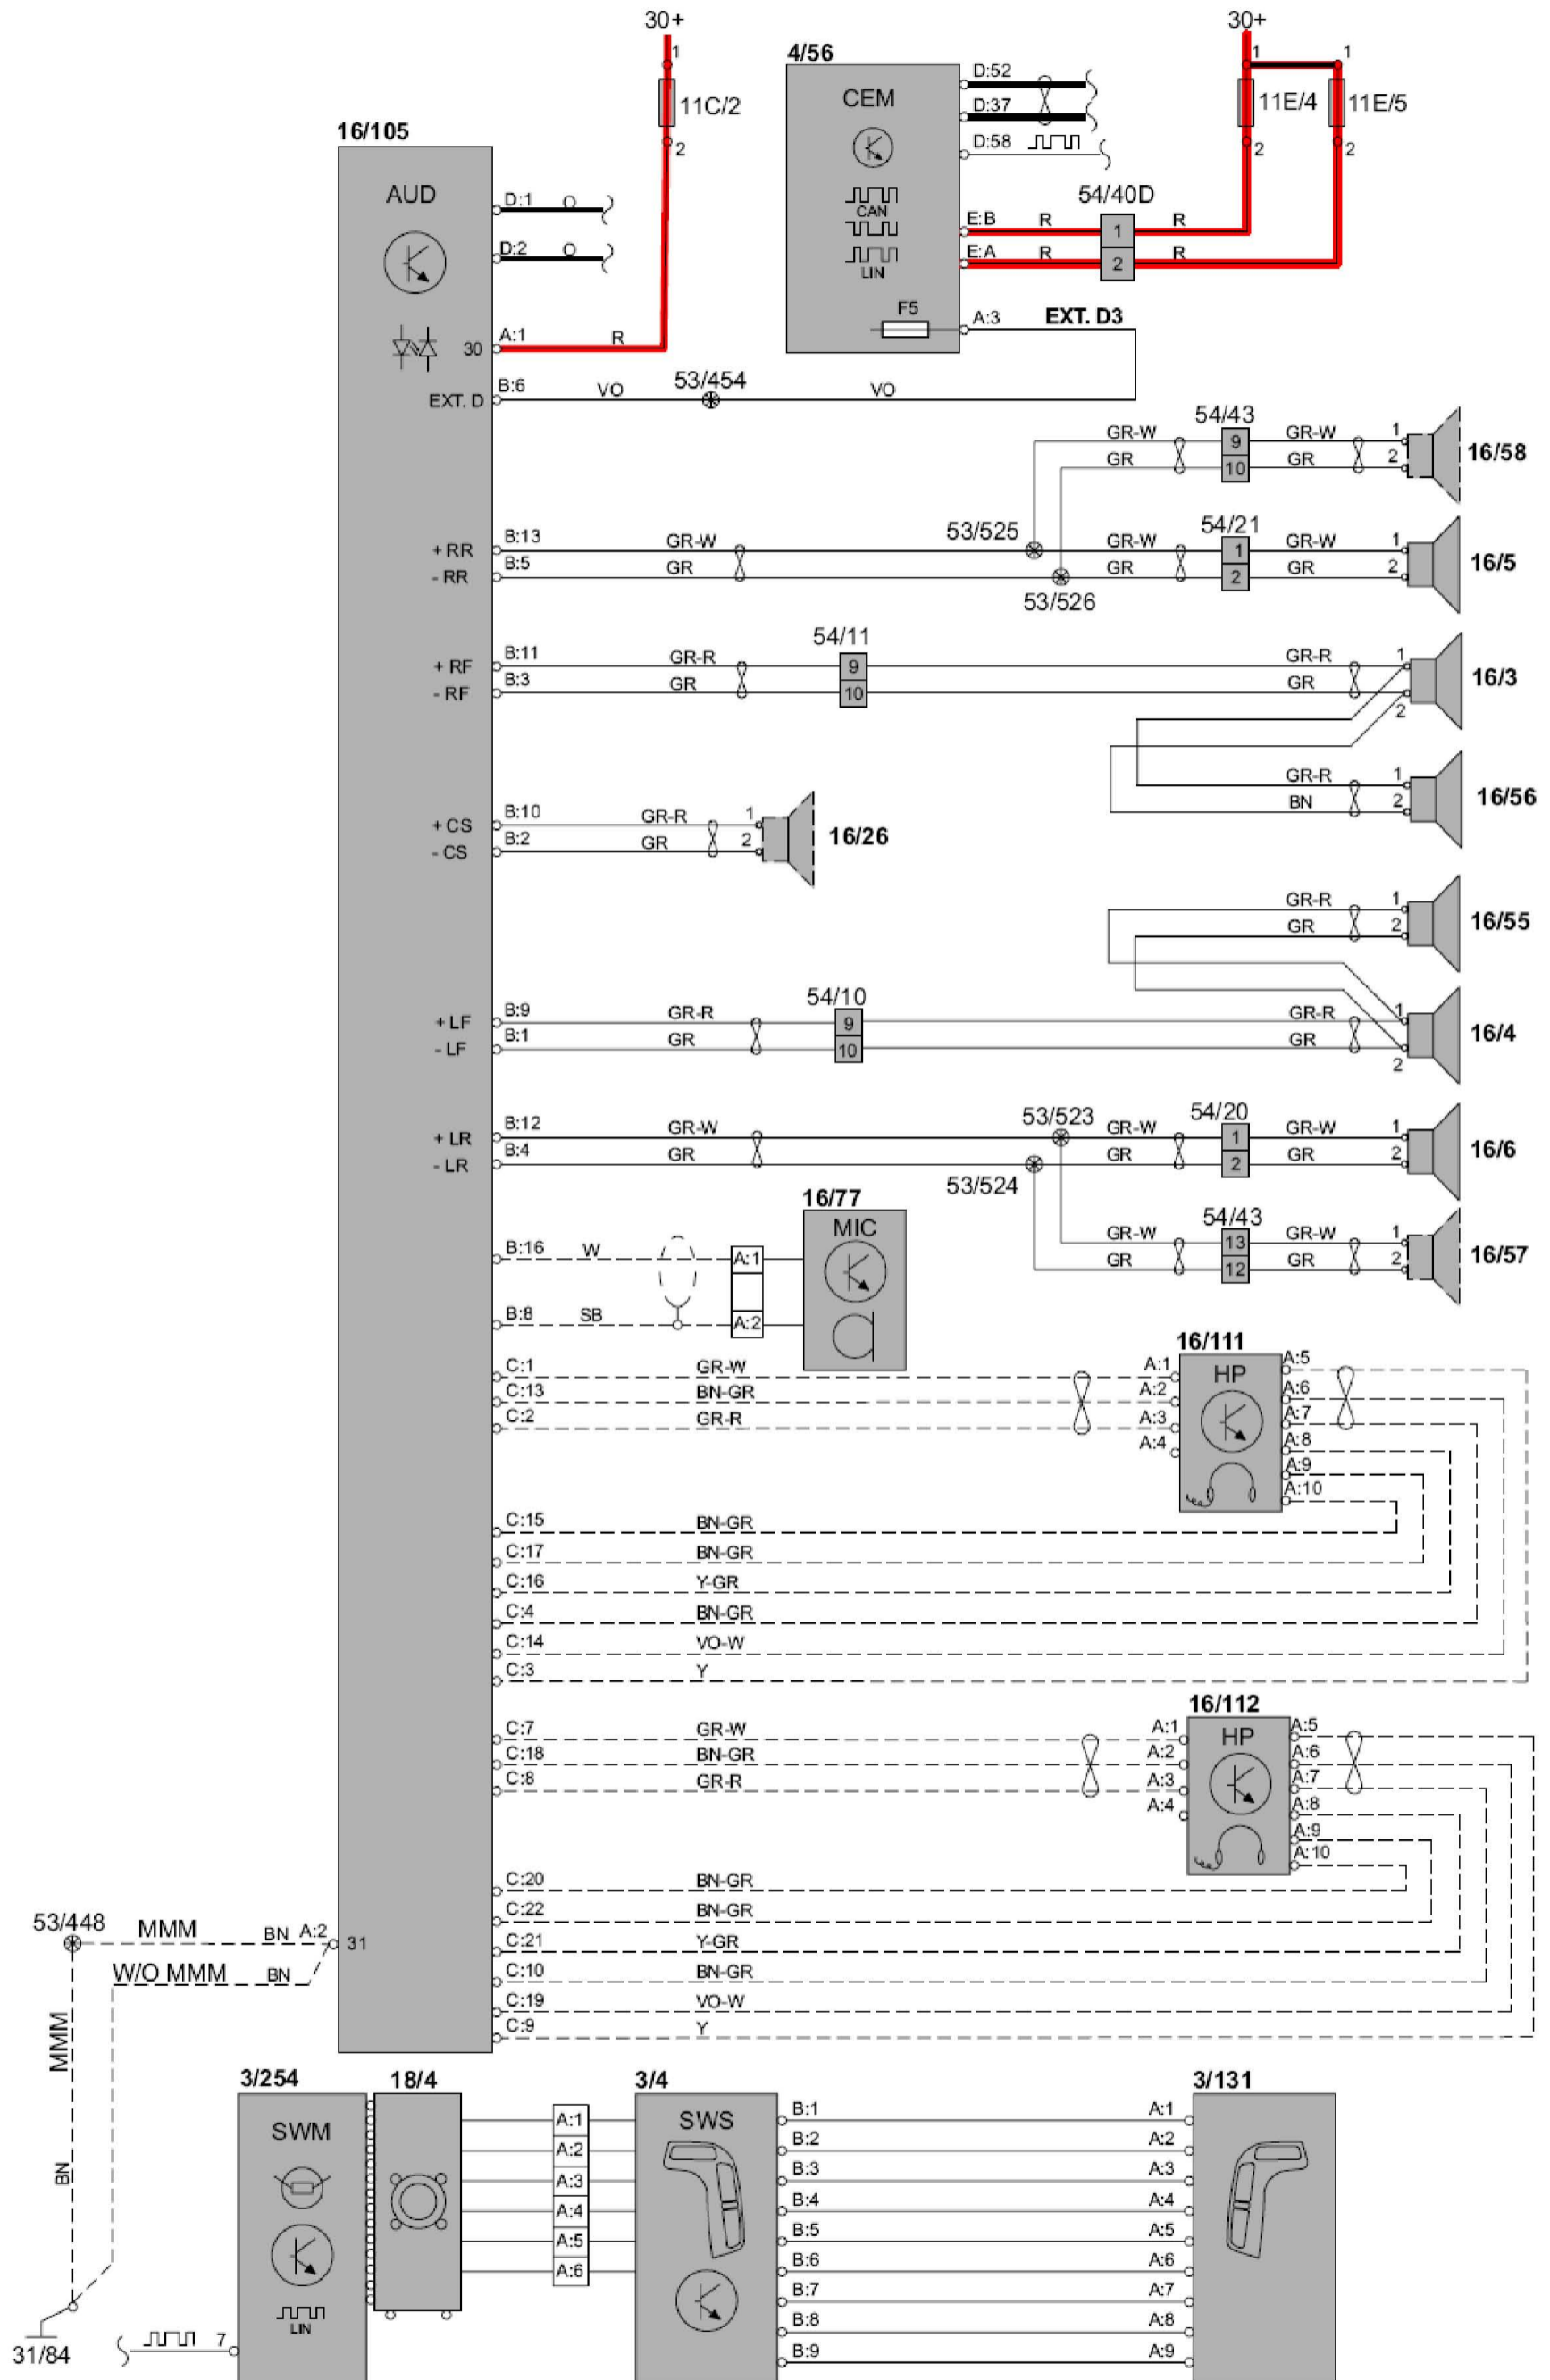 30+
30+
1
4/56
1
1
D:52
CEM
D:37
11C/2
11E/4
11E/5
16/105
D:58
2
2
2
AUD
54/40D
D:1
O
CAN
E:B
R
1
R
D:2
O
E:A
R
2
R
LIN
F5
A:3
EXT. D3
30
A:1
R
EXT. D
B:6
VO
53/454
VO
54/43
GR-W
9
GR-W
1
16/58
GR
10
GR
2
+ RR
B:13
GR-W
53/525
GR-W
54/21
1
GR-W
1
16/5
- RR
B:5
GR
GR
2
GR
2
53/526
54/11
+ RF
B:11
GR-R
9
GR-R
1
16/3
- RF
B:3
GR
10
GR
2
GR-R
1
16/56
BN
2
+ CS
B:10
GR-R
1
16/26
- CS
B:2
GR
2
GR-R
1
16/55
GR
2
54/10
+ LF
B:9
GR-R
9
GR-R
1
16/4
- LF
B:1
GR
10
GR
2
+ LR
B:12
GR-W
53/523
GR-W
54/20
1
GR-W
1
16/6
- LR
B:4
GR
GR
2
GR
2
53/524
16/77
54/43
MIC
GR-W
13
GR-W
1
16/57
GR
12
GR
2
B:16
W
A:1
B:8
SB
A:2
16/111
HP
C:1
GR-W
A:1
A:5
C:13
BN-GR
A:2
A:6
C:2
GR-R
A:3
A:7
A:4
A:8
A:9
A:10
C:15
BN-GR
C:17
BN-GR
C:16
Y-GR
C:4
BN-GR
C:14
VO-W
C:3
Y
16/112
HP
C:7
GR-W
A:1
A:5
C:18
BN-GR
A:2
A:6
C:8
GR-R
A:3
A:7
A:4
A:8
A:9
A:10
C:20
BN-GR
C:22
BN-GR
53/448
MMM
BN
A:2
31
C:21
Y-GR
W/O MMM
BN
C:10
BN-GR
C:19
VO-W
C:9
Y
MMM
BN
31/84
3/254
18/4
3/4
3/131
SWM
SWS
LIN
7
A:1
B:1
A:1
A:2
B:2
A:2
A:3
B:3
A:3
A:4
B:4
A:4
A:5
B:5
A:5
A:6
B:6
A:6
B:7
A:7
B:8
A:8
B:9
A:9